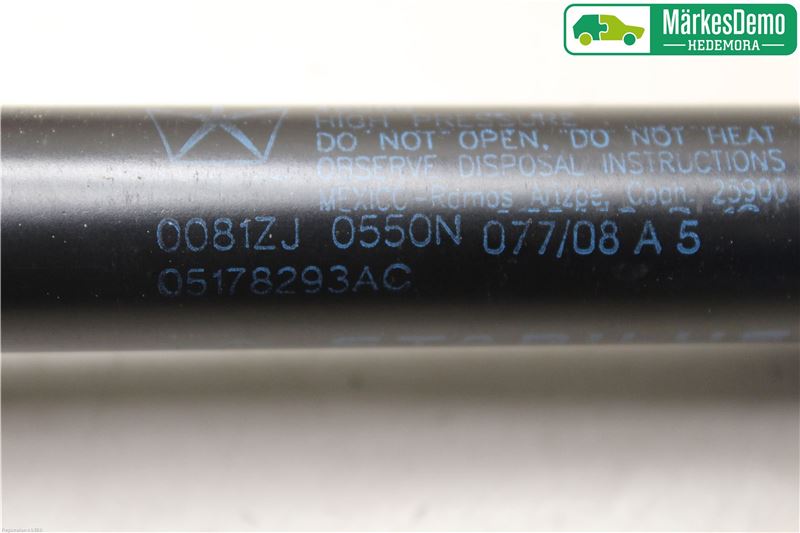 MärkesDemo
HEDEMORA
HIGH PRESSURE
DO NOT OPEN, DO NOT HEAT
OBSERVE DISPOSAL INSTRUCTIONS
MEXICO-Ramos Arizpe, Coah. 25900
0081ZJ 0550N 077/08 A 5
05178293AC